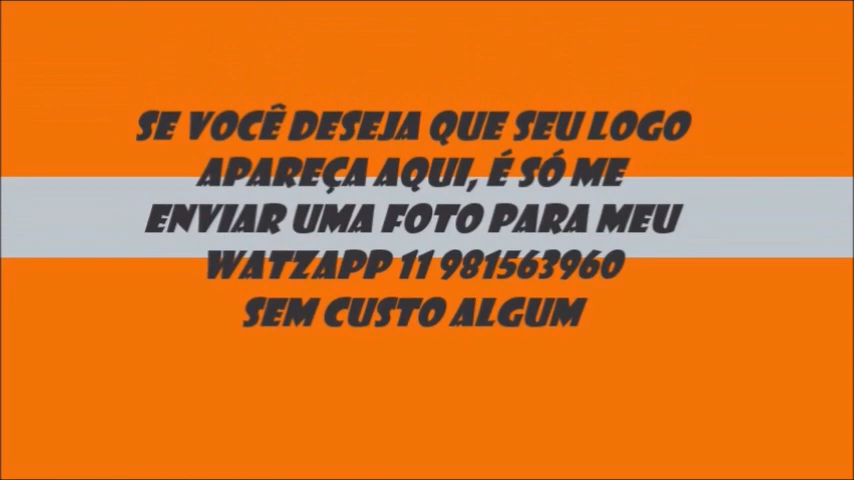 SE VOCÊ DESEJA QUE SEU LOGO
APAREÇA AQUI, É SÓ ME
ENVIAR UMA FOTO PARA MEU
WATZAPP 11 981563960
SEM CUSTO ALGUM